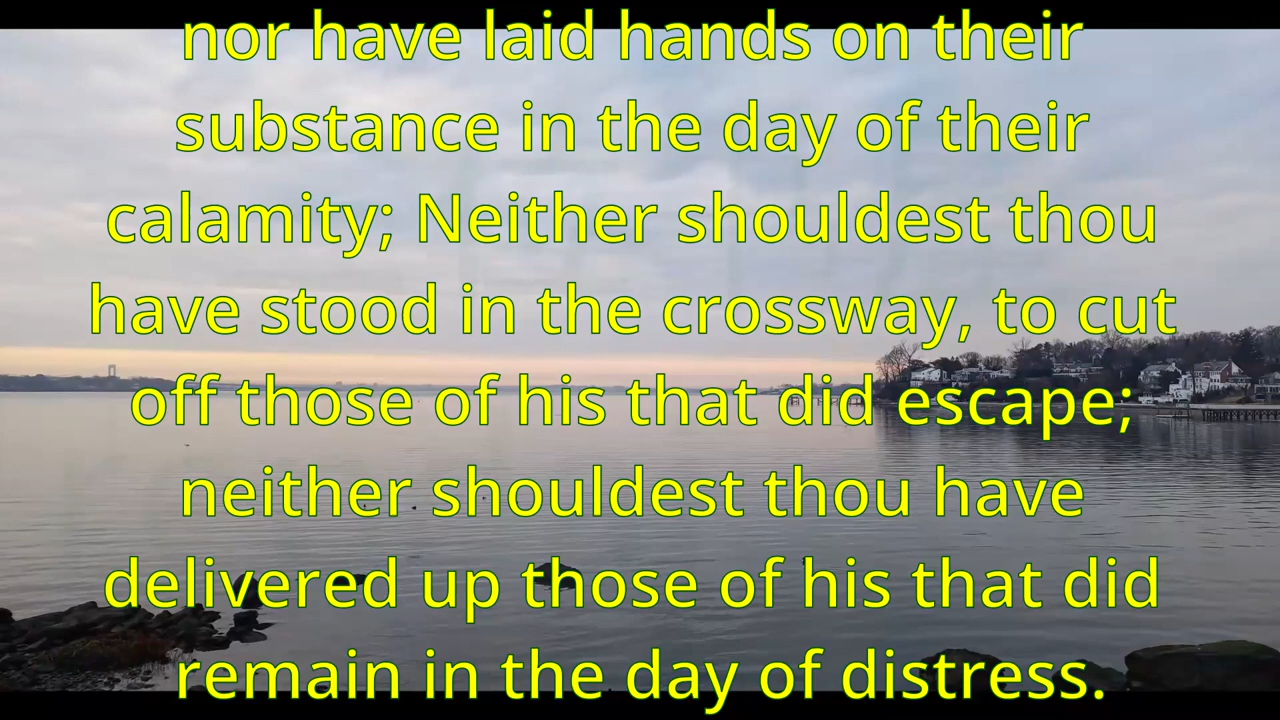 nor have laid hands on their
substance in the day of their
calamity; Neither shouldest thou
have stood in the crossway, to cut
off those of his that did escape;
neither shouldest thou have
delivered up those of his that did
remain in the day of distress.